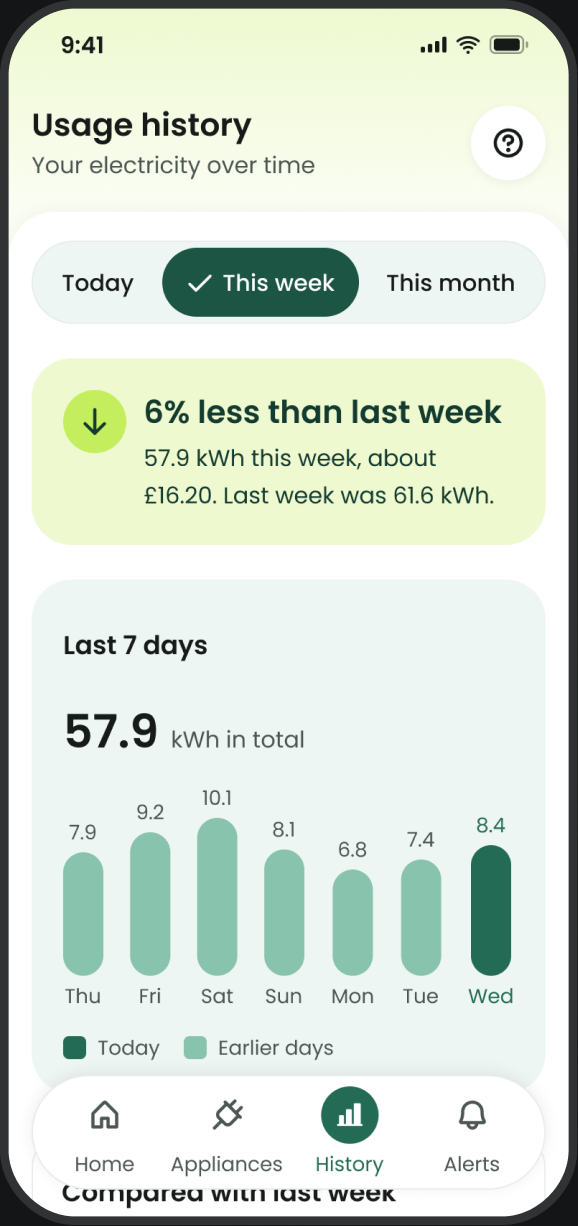 9:41
Usage history
Your electricity over time
Today
This week
This month
6% less than last week
57.9 kWh this week, about
£16.20. Last week was 61.6 kWh.
Last 7 days
57.9 kWh in total
7.9 9.2 10.1 8.1 6.8 7.4 8.4
Thu Fri Sat Sun Mon Tue Wed
Today Earlier days
Home Appliances History Alerts
Compared with last week